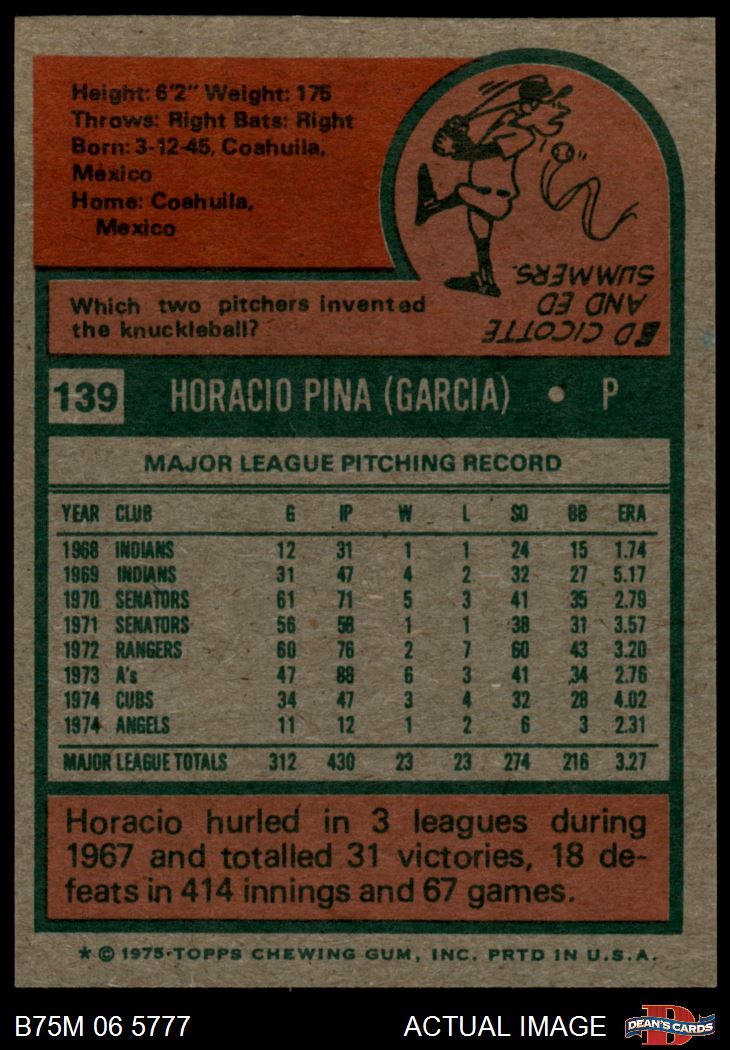 Height: 6'2" Weight: 175
Throws: Right Bats: Right
Born: 3-12-45, Coahuila,
Mexico
Home: Coahuila,
Mexico
Which two pitchers invented
the knuckleball?
ED CICOTTE
AND ED
SUMMERS.
139 HORACIO PINA (GARCIA) • P
MAJOR LEAGUE PITCHING RECORD
YEAR CLUB G IP W L SO BB ERA
1968 INDIANS 12 31 1 1 24 15 1.74
1969 INDIANS 31 47 4 2 32 27 5.17
1970 SENATORS 61 71 5 3 41 35 2.79
1971 SENATORS 56 58 1 1 38 31 3.57
1972 RANGERS 60 76 2 7 60 43 3.20
1973 A's 47 88 6 3 41 34 2.76
1974 CUBS 34 47 3 4 32 28 4.02
1974 ANGELS 11 12 1 2 6 3 2.31
MAJOR LEAGUE TOTALS 312 430 23 23 274 216 3.27
Horacio hurled in 3 leagues during
1967 and totalled 31 victories, 18 de-
feats in 414 innings and 67 games.
* © 1975·TOPPS CHEWING GUM, INC. PRTD IN U.S.A.
B75M 06 5777 ACTUAL IMAGE D DEAN'S CARDS